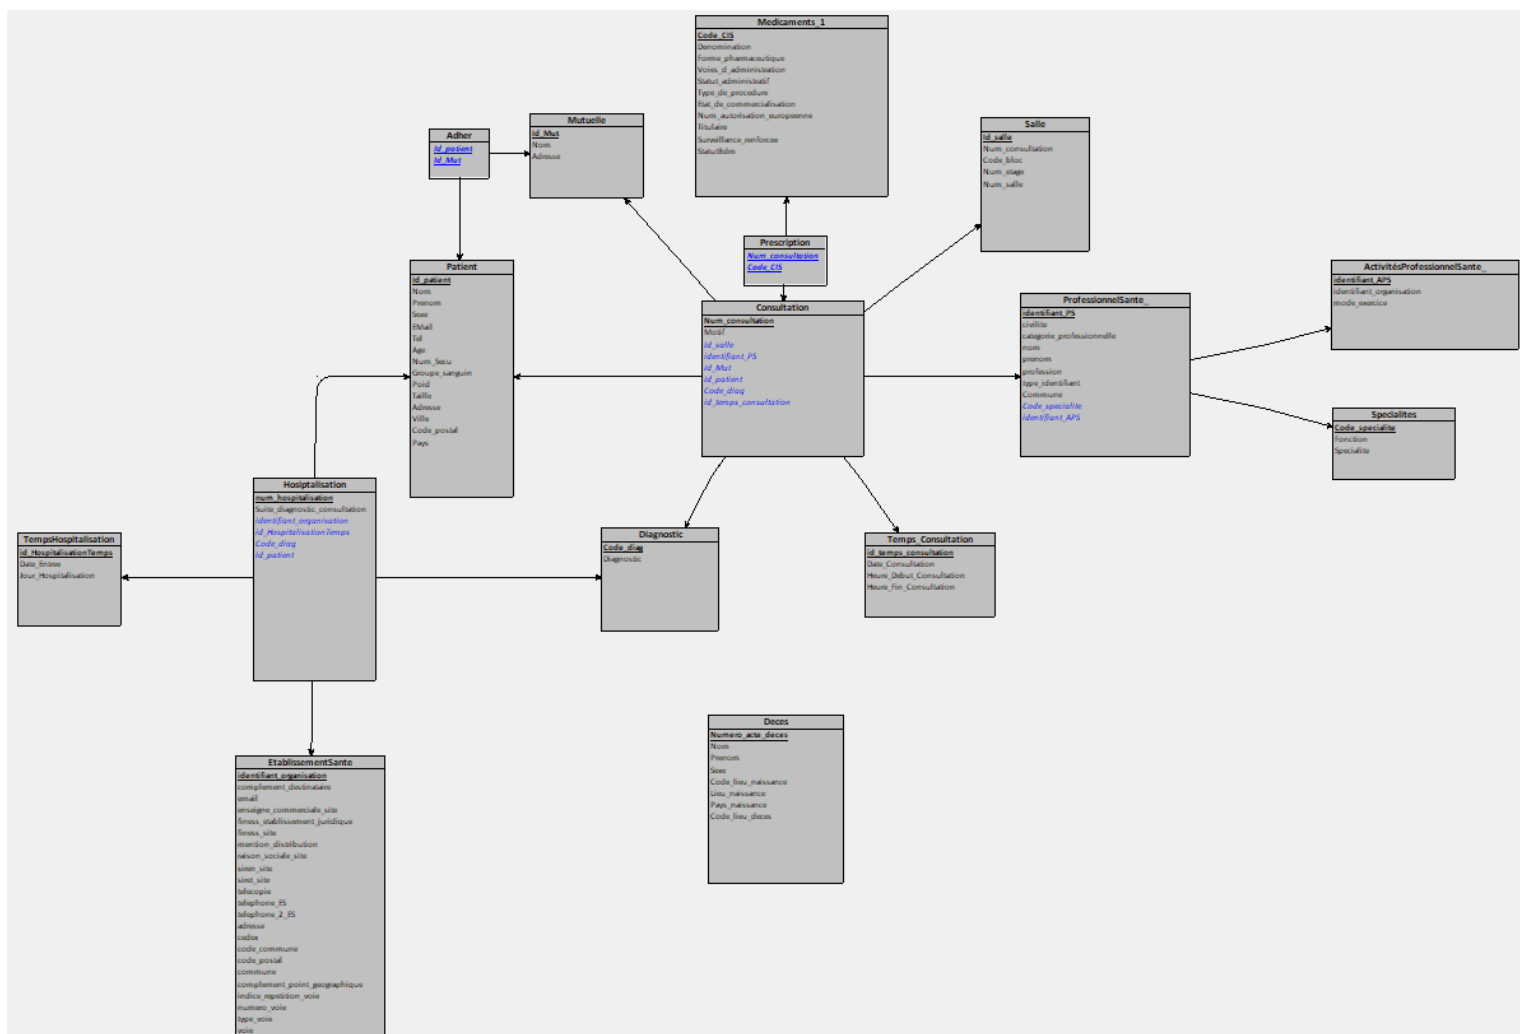 Medicaments_1
Code_CIS
Denomination
Forme_pharmaceutique
Voies_d_administration
Statut_administratif
Type_de_procedure
Etat_de_commercialisation
Num_autorisation_europeenne
Titulaire
Surveillance_renforcee
StatutBdm
Mutuelle
Id_Mut
Nom
Adresse
Adher
Id_patient
Id_Mut
Salle
Id_salle
Num_consultation
Code_bloc
Num_etage
Num_salle
Prescription
Num_consultation
Code_CIS
Patient
Id_patient
Nom
Prenom
Sexe
EMail
Tel
Age
Num_Secu
Groupe_sanguin
Poid
Taille
Adresse
Ville
Code_postal
Pays
Consultation
Num_consultation
Motif
Id_salle
identifiant_PS
Id_Mut
Id_patient
Code_diag
id_temps_consultation
ProfessionnelSante_
identifiant_PS
civilite
categorie_professionnelle
nom
prenom
profession
type_identifiant
Commune
Code_specialite
identifiant_APS
ActivitésProfessionnelSante_
identifiant_APS
identifiant_organisation
mode_exercice
Specialites
Code_specialite
Fonction
Specialite
Hosiptalisation
num_hospitalisation
Suite_diagnostic_consultation
identifiant_organisation
id_HospitalisationTemps
Code_diag
Id_patient
TempsHospitalisation
id_HospitalisationTemps
Date_Entree
Jour_Hospitalisation
Diagnostic
Code_diag
Diagnostic
Temps_Consultation
id_temps_consultation
Date_Consultation
Heure_Debut_Consultation
Heure_Fin_Consultation
Deces
Numero_acte_deces
Nom
Prenom
Sexe
Code_lieu_naissance
Lieu_naissance
Pays_naissance
Code_lieu_deces
EtablissementSante
identifiant_organisation
complement_destinataire
email
enseigne_commerciale_site
finess_etablissement_juridique
finess_site
mention_distribution
raison_sociale_site
siren_site
siret_site
telecopie
telephone_ES
telephone_2_ES
adresse
cedex
code_commune
code_postal
commune
complement_point_geographique
indice_repetition_voie
numero_voie
type_voie
voie